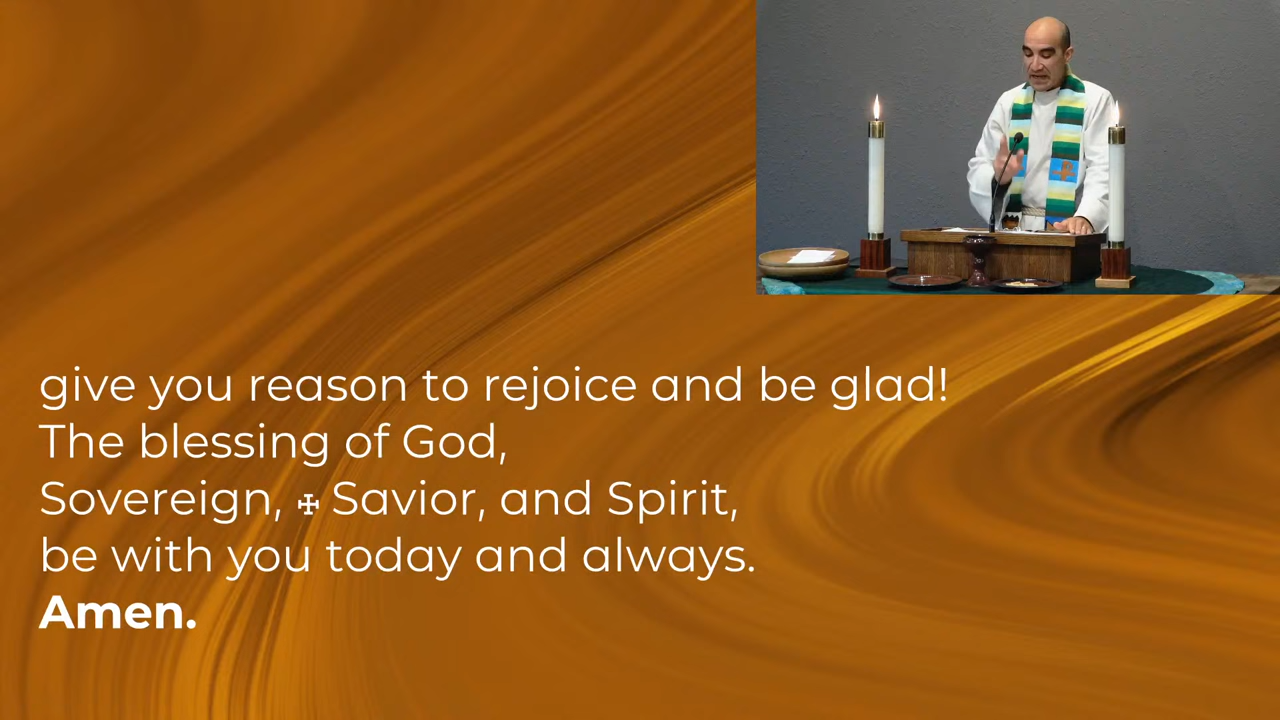 give you reason to rejoice and be glad!
The blessing of God,
Sovereign, ✠ Savior, and Spirit,
be with you today and always.
Amen.